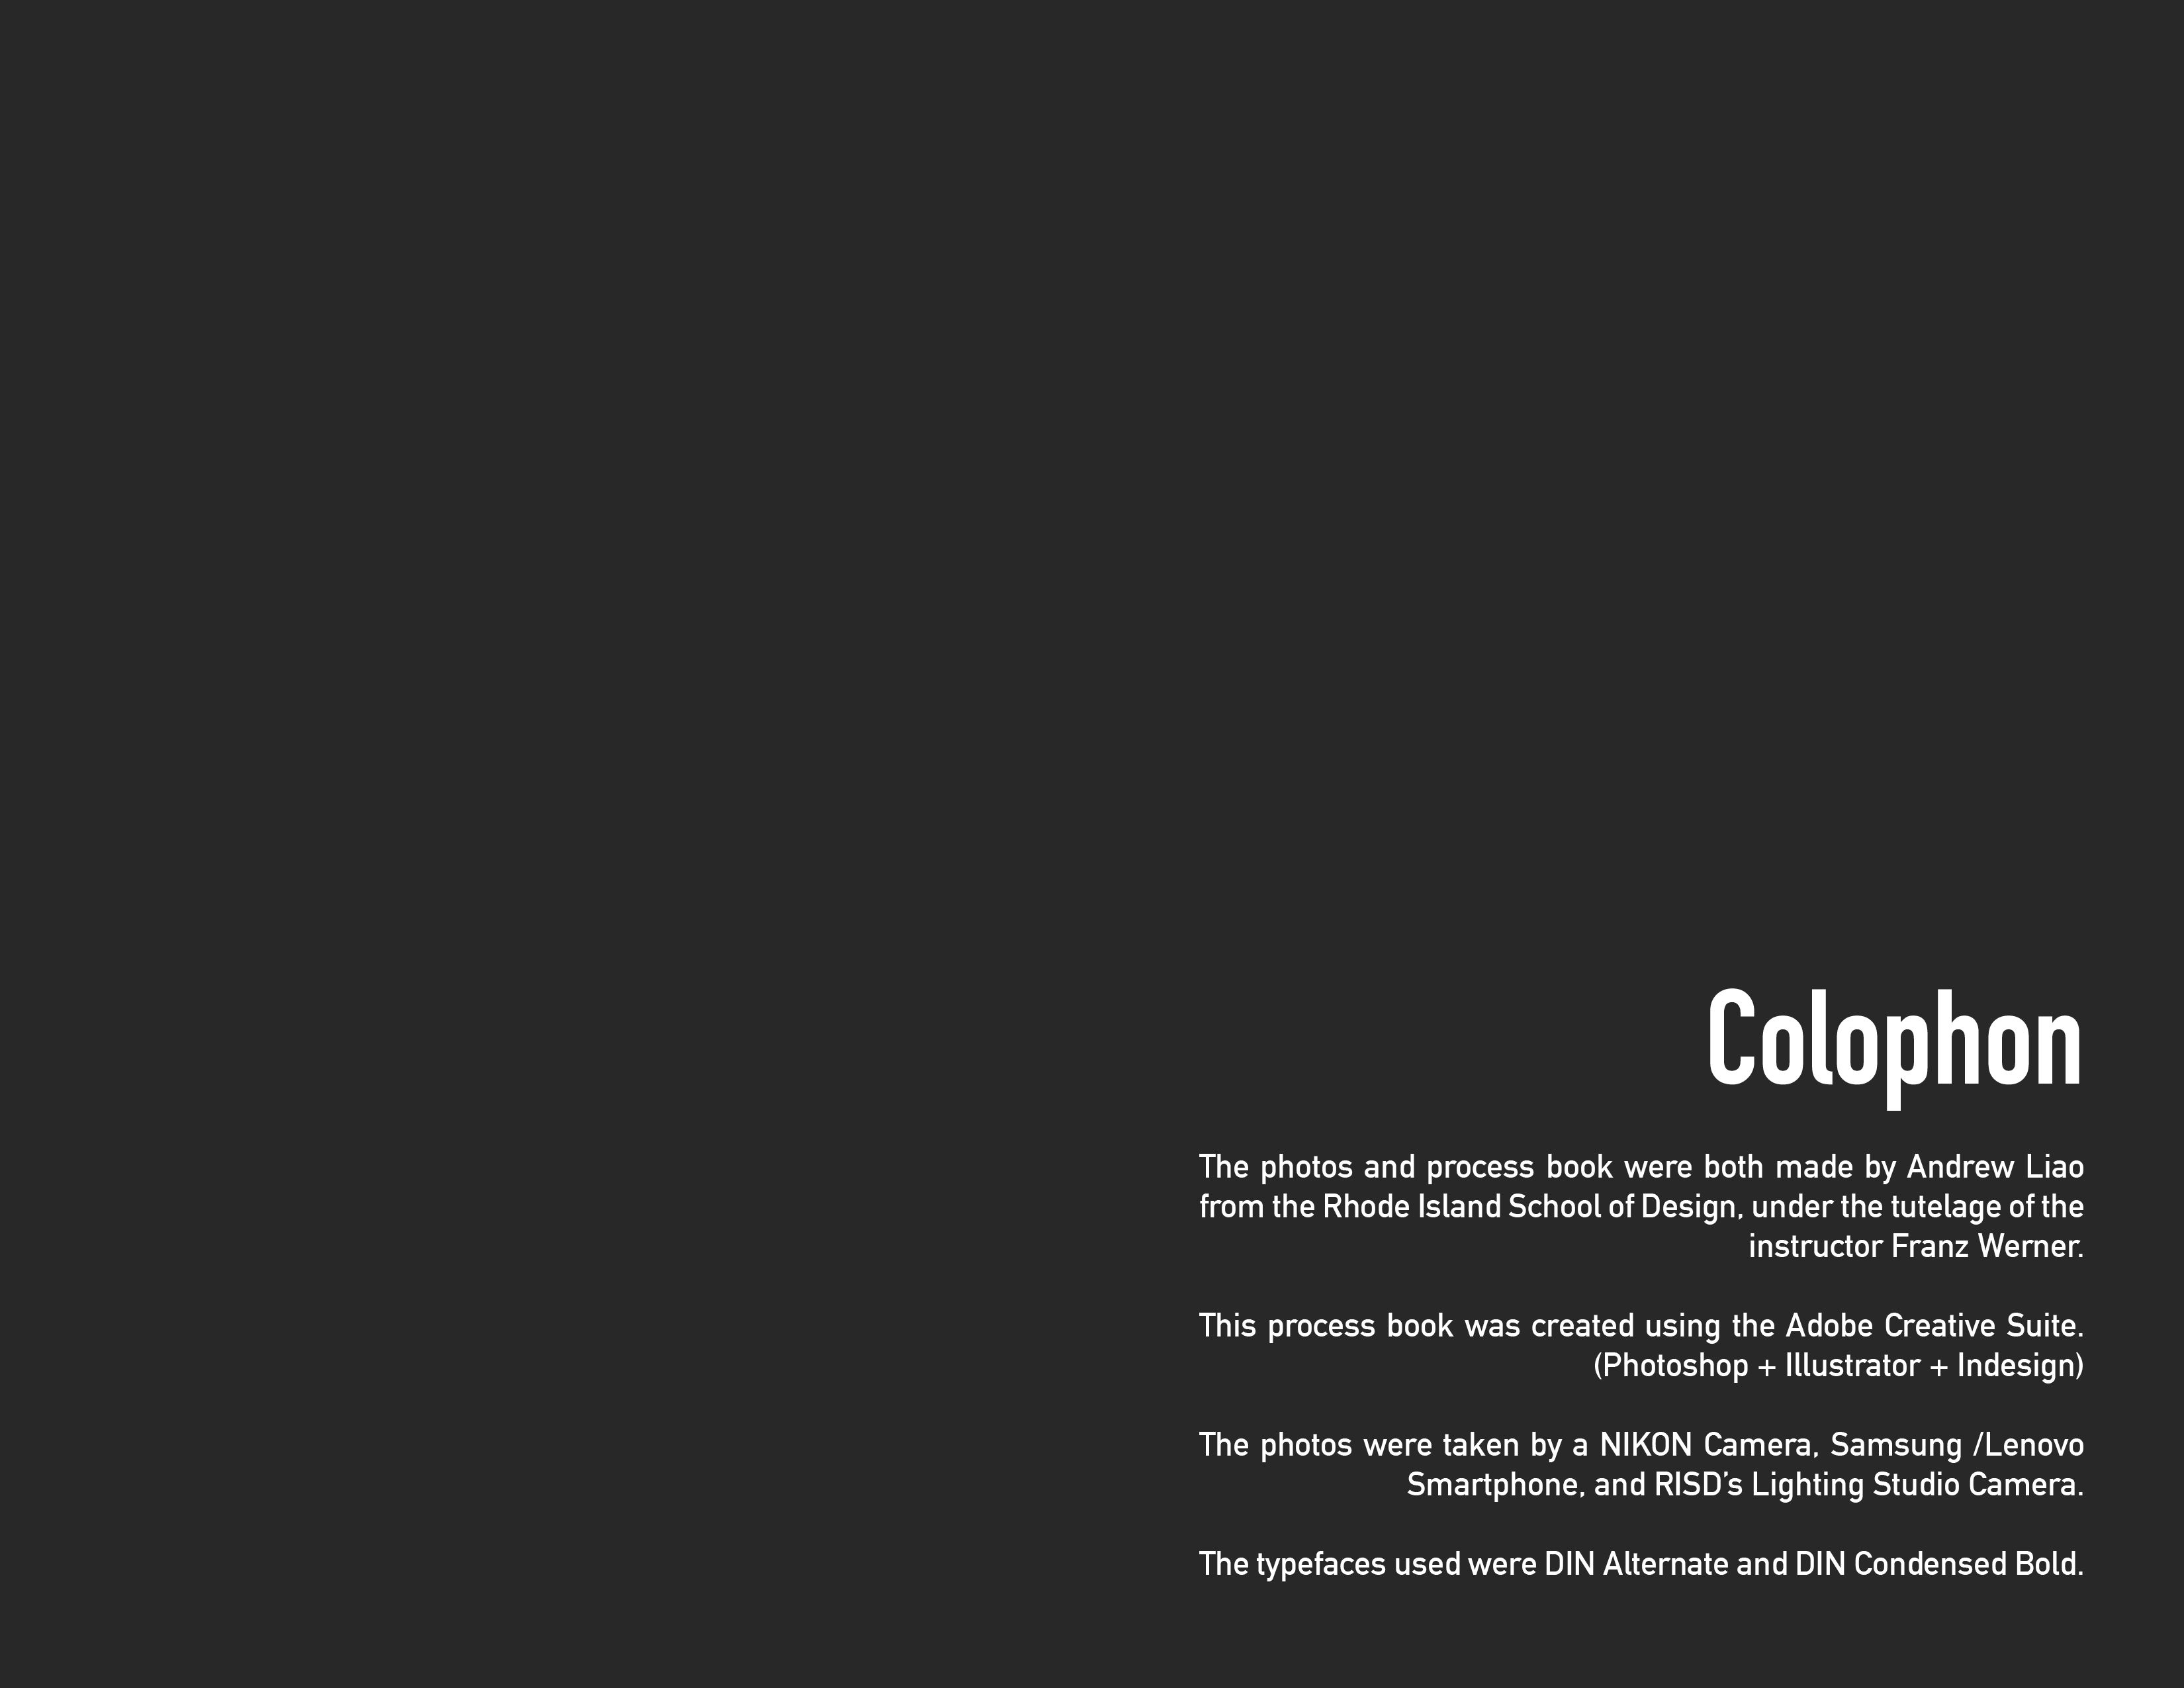 Colophon
The photos and process book were both made by Andrew Liao
from the Rhode Island School of Design, under the tutelage of the
instructor Franz Werner.
This process book was created using the Adobe Creative Suite.
(Photoshop + Illustrator + Indesign)
The photos were taken by a NIKON Camera, Samsung /Lenovo
Smartphone, and RISD’s Lighting Studio Camera.
The typefaces used were DIN Alternate and DIN Condensed Bold.